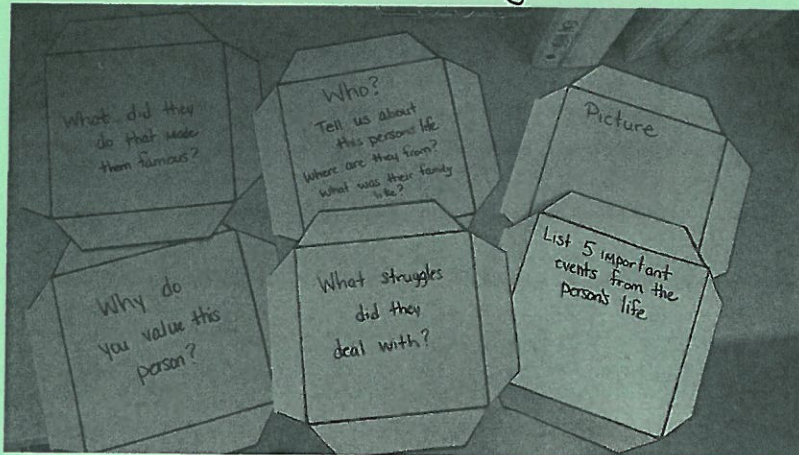 What did they
do that made
them famous?
Who?
Tell us about
this persons life
Where are they from?
What was their family
like?
Picture
Why do
you value this
person?
What struggles
did they
deal with?
List 5 important
events from the
person's life